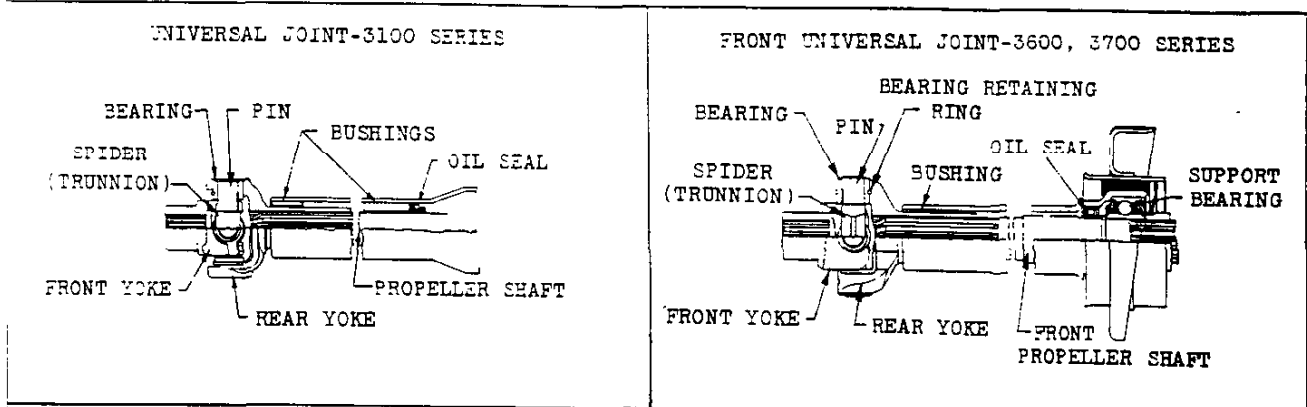 UNIVERSAL JOINT-3100 SERIES
BEARING
PIN
BUSHINGS
SPIDER
(TRUNNION)
OIL SEAL
FRONT YOKE
PROPELLER SHAFT
REAR YOKE
FRONT UNIVERSAL JOINT-3600, 3700 SERIES
BEARING RETAINING
RING
BEARING
PIN
OIL SEAL
SPIDER
(TRUNNION)
BUSHING
SUPPORT
BEARING
FRONT YOKE
REAR YOKE
FRONT
PROPELLER SHAFT